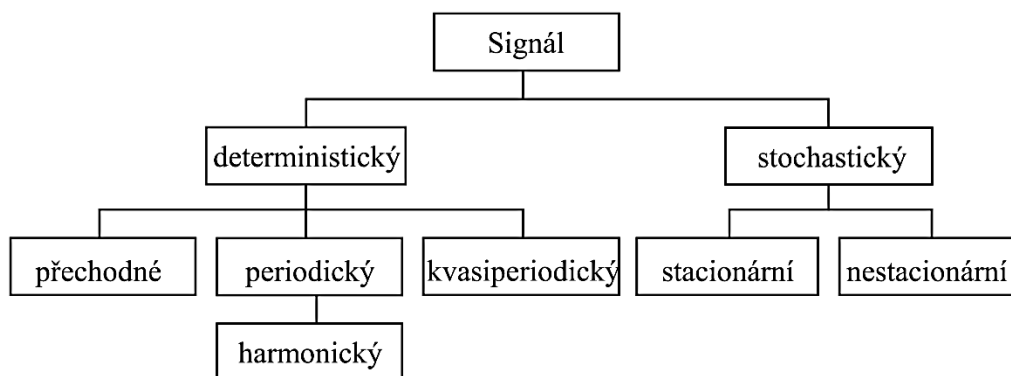 Signál
deterministický
stochastický
přechodné
periodický
kvasiperiodický
stacionární
nestacionární
harmonický